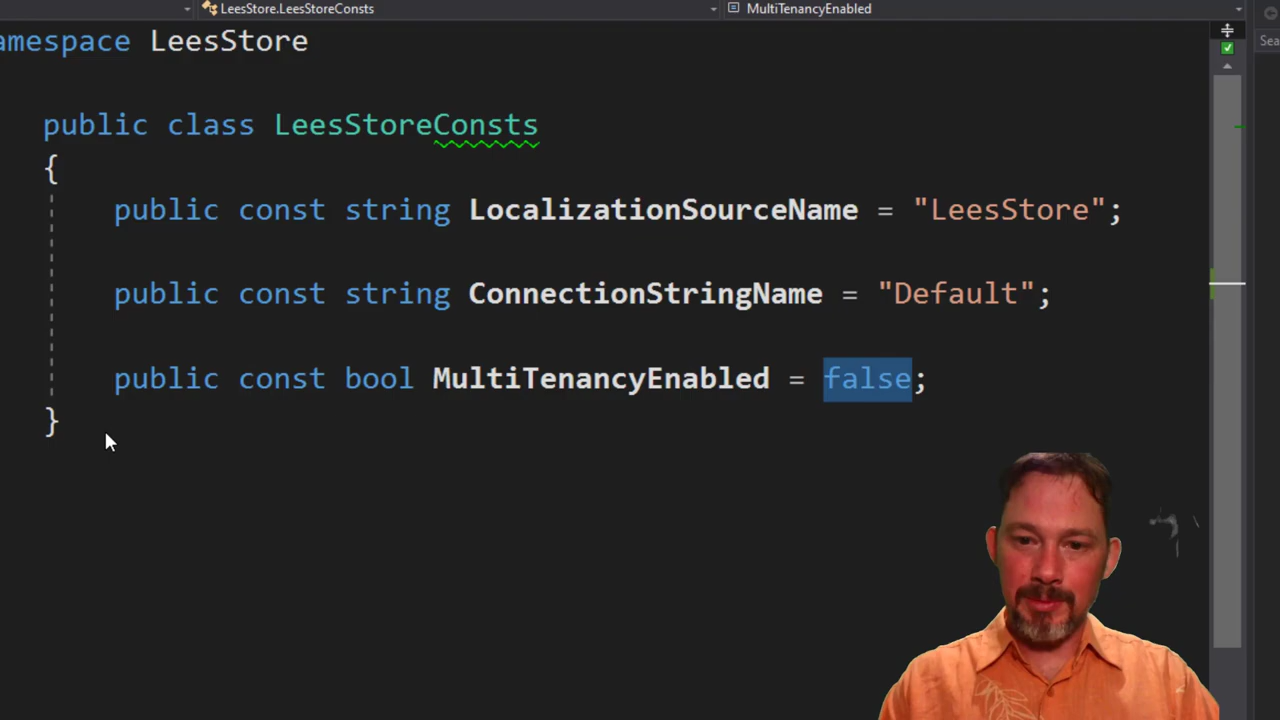 LeesStore.LeesStoreConsts
MultiTenancyEnabled
amespace LeesStore
Sea
public class LeesStoreConsts
{
public const string LocalizationSourceName = "LeesStore";
public const string ConnectionStringName = "Default";
public const bool MultiTenancyEnabled = false;
}